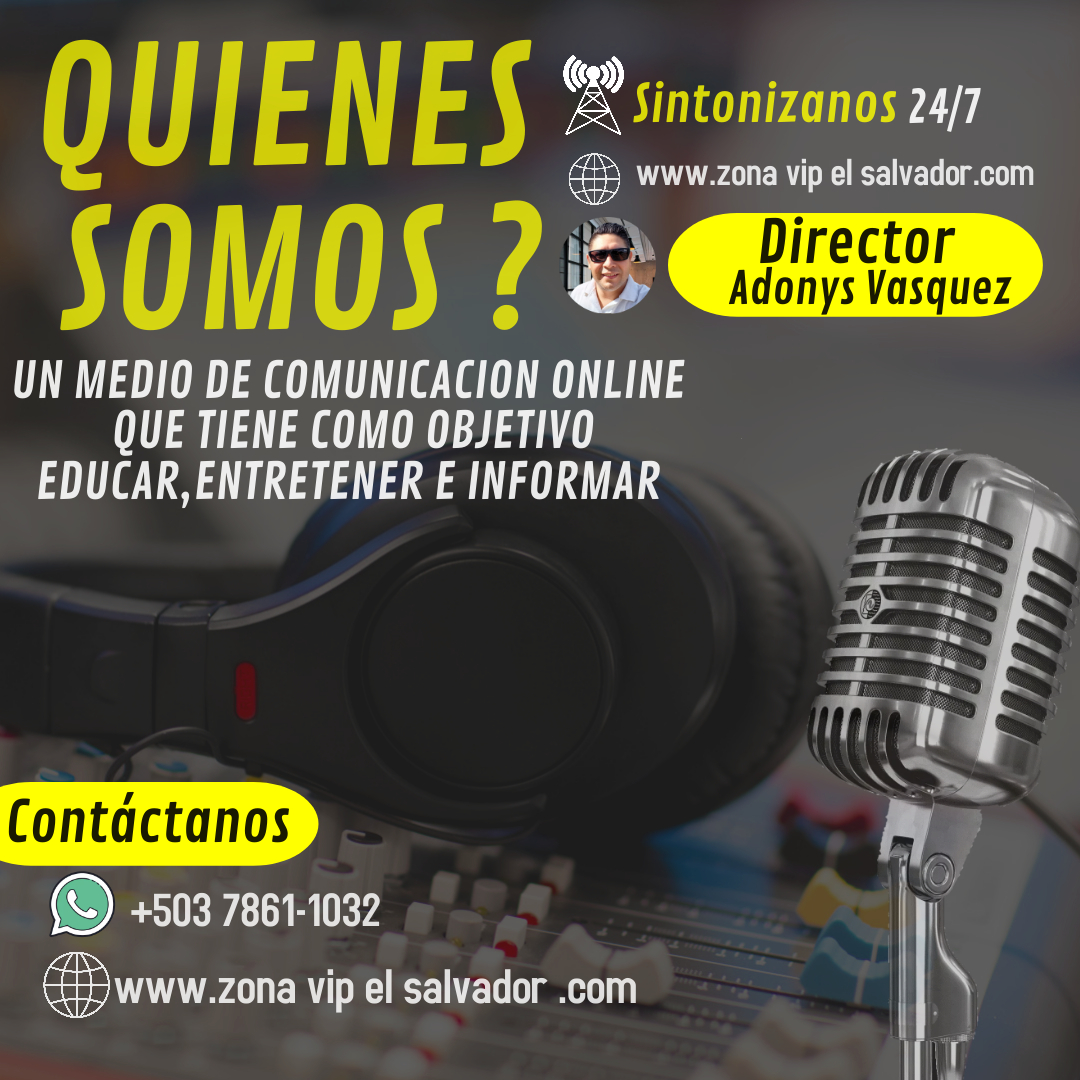 QUIENES
SOMOS ?
Sintonizanos 24/7
www.zona vip el salvador.com
Director
Adonys Vasquez
UN MEDIO DE COMUNICACION ONLINE
QUE TIENE COMO OBJETIVO
EDUCAR,ENTRETENER E INFORMAR
Contáctanos
+503 7861-1032
www.zona vip el salvador .com